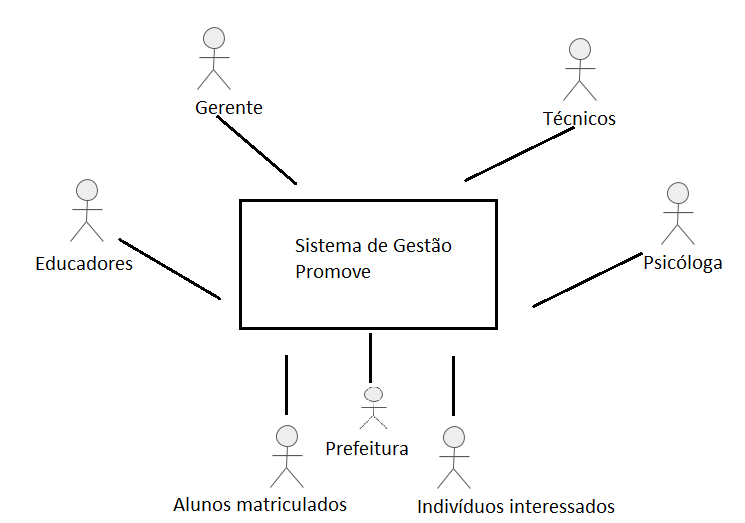 Gerente
Técnicos
Educadores
Sistema de Gestão
Promove
Psicóloga
Prefeitura
Alunos matriculados
Indivíduos interessados